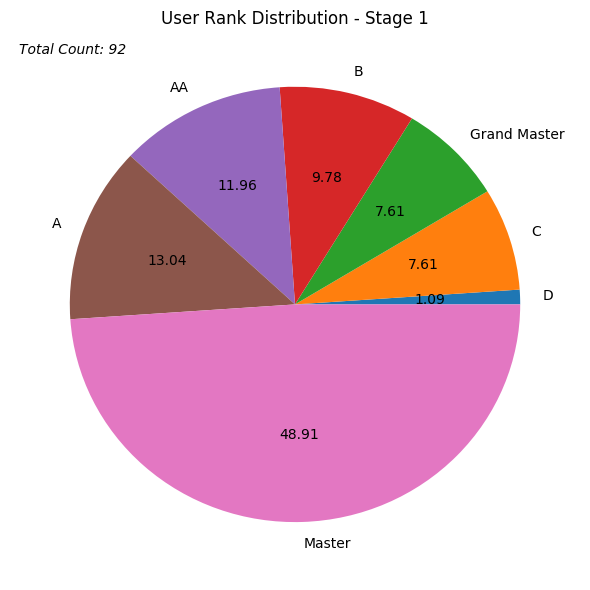 User Rank Distribution - Stage 1
Total Count: 92
B
AA
Grand Master
9.78
11.96
7.61
A
C
13.04
7.61
D
1.09
48.91
Master